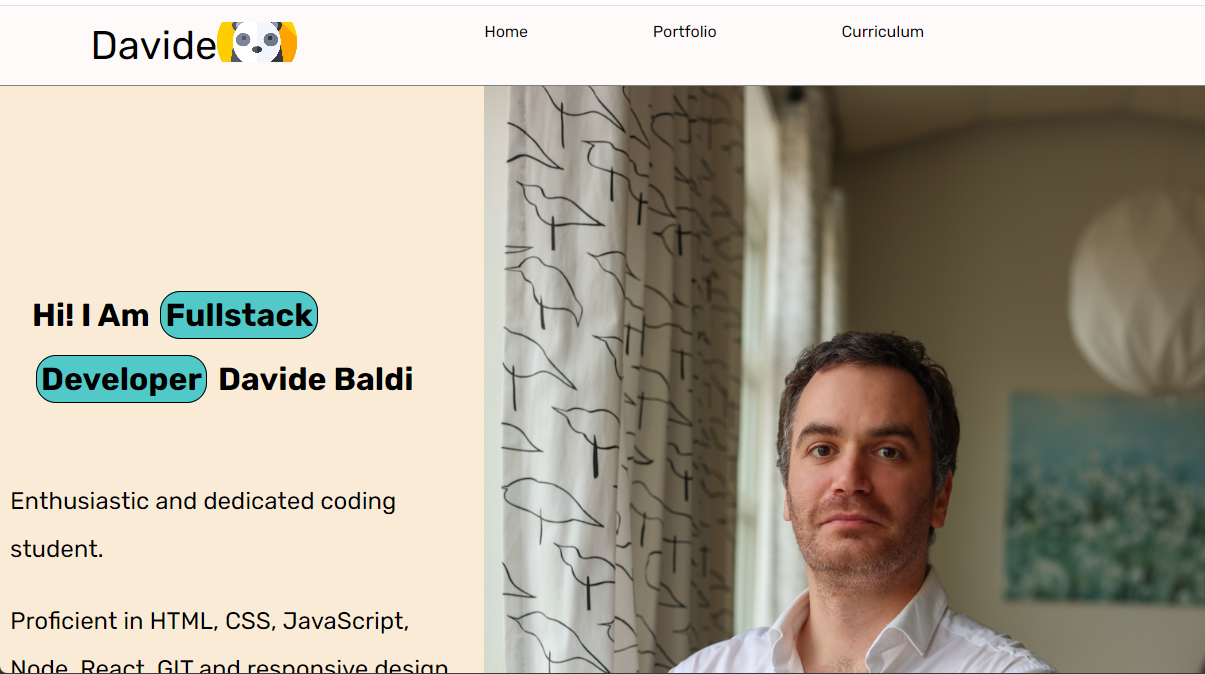 Davide
Home Portfolio Curriculum
Hi! I Am Fullstack
Developer Davide Baldi
Enthusiastic and dedicated coding
student.
Proficient in HTML, CSS, JavaScript,
Node, React, GIT and responsive design